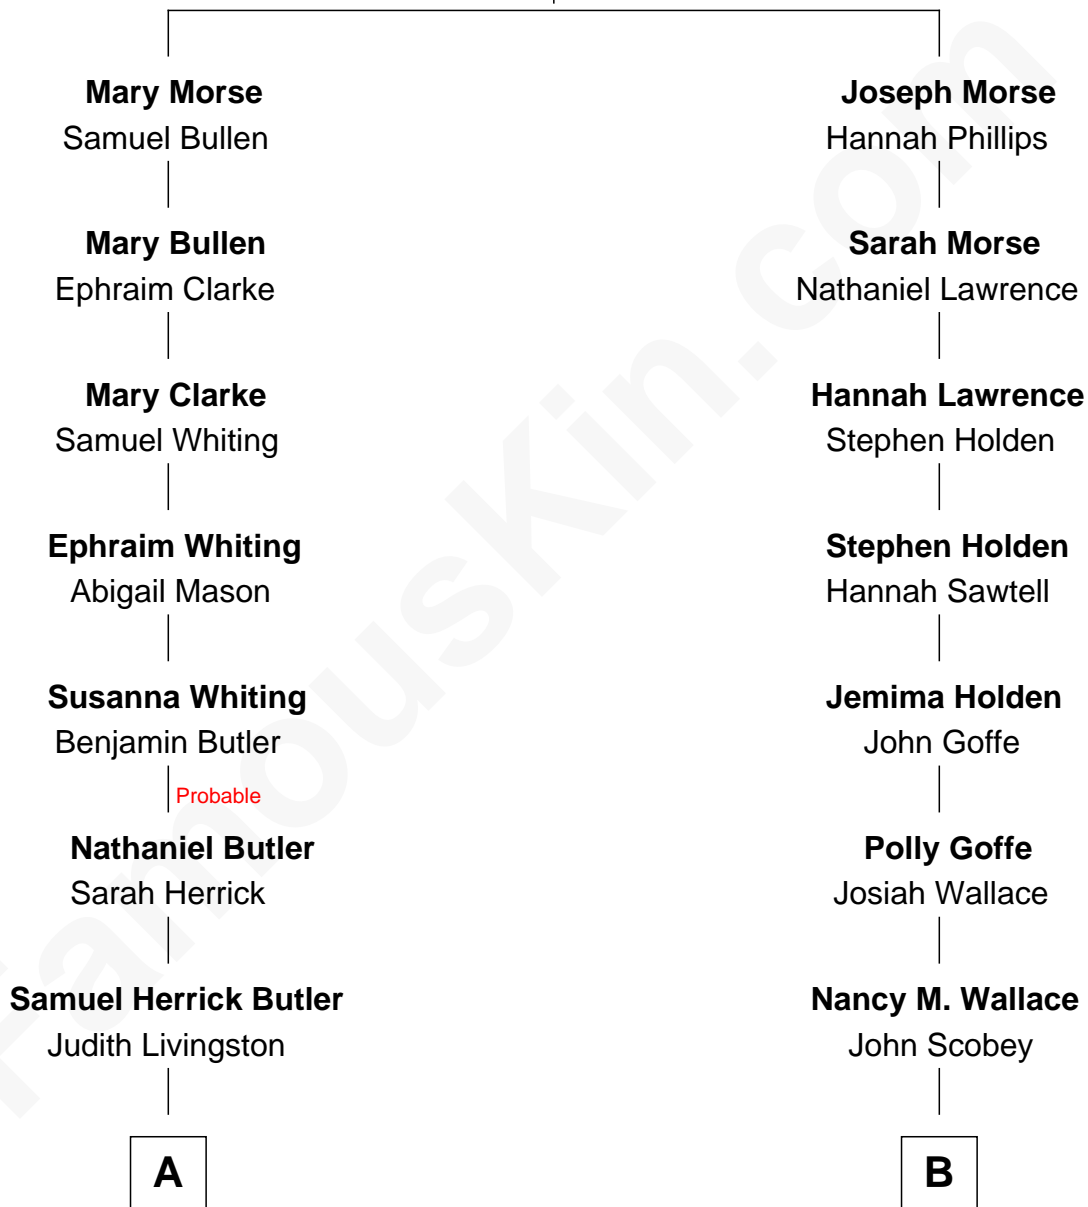 Mary Morse
Samuel Bullen
Joseph Morse
Hannah Phillips
Mary Bullen
Ephraim Clarke
Sarah Morse
Nathaniel Lawrence
Mary Clarke
Samuel Whiting
Hannah Lawrence
Stephen Holden
Ephraim Whiting
Abigail Mason
Stephen Holden
Hannah Sawtell
Susanna Whiting
Benjamin Butler
Jemima Holden
John Goffe
Probable
Nathaniel Butler
Sarah Herrick
Polly Goffe
Josiah Wallace
Samuel Herrick Butler
Judith Livingston
Nancy M. Wallace
John Scobey
A
B
FamousKin.com